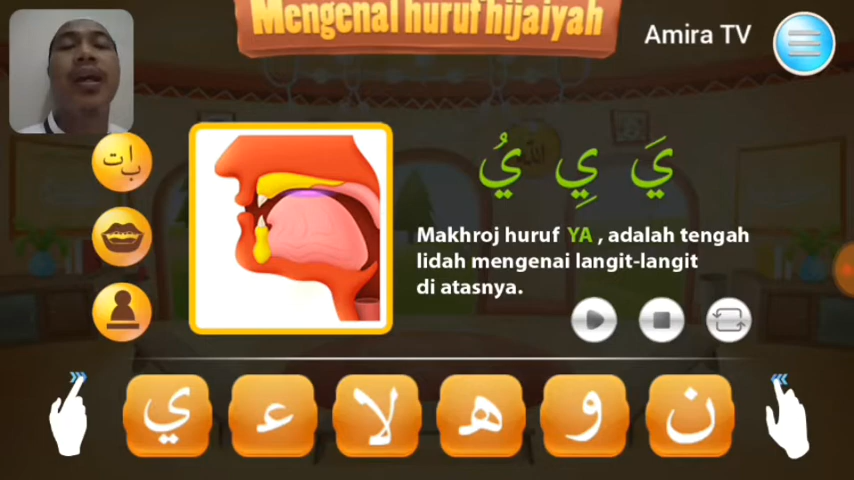 Mengenal huruf hijaiyah
Amira TV
ب ا ت
يَ يِ يُ
Makhroj huruf YA , adalah tengah
lidah mengenai langit-langit
di atasnya.
ن و ه لا ء ي